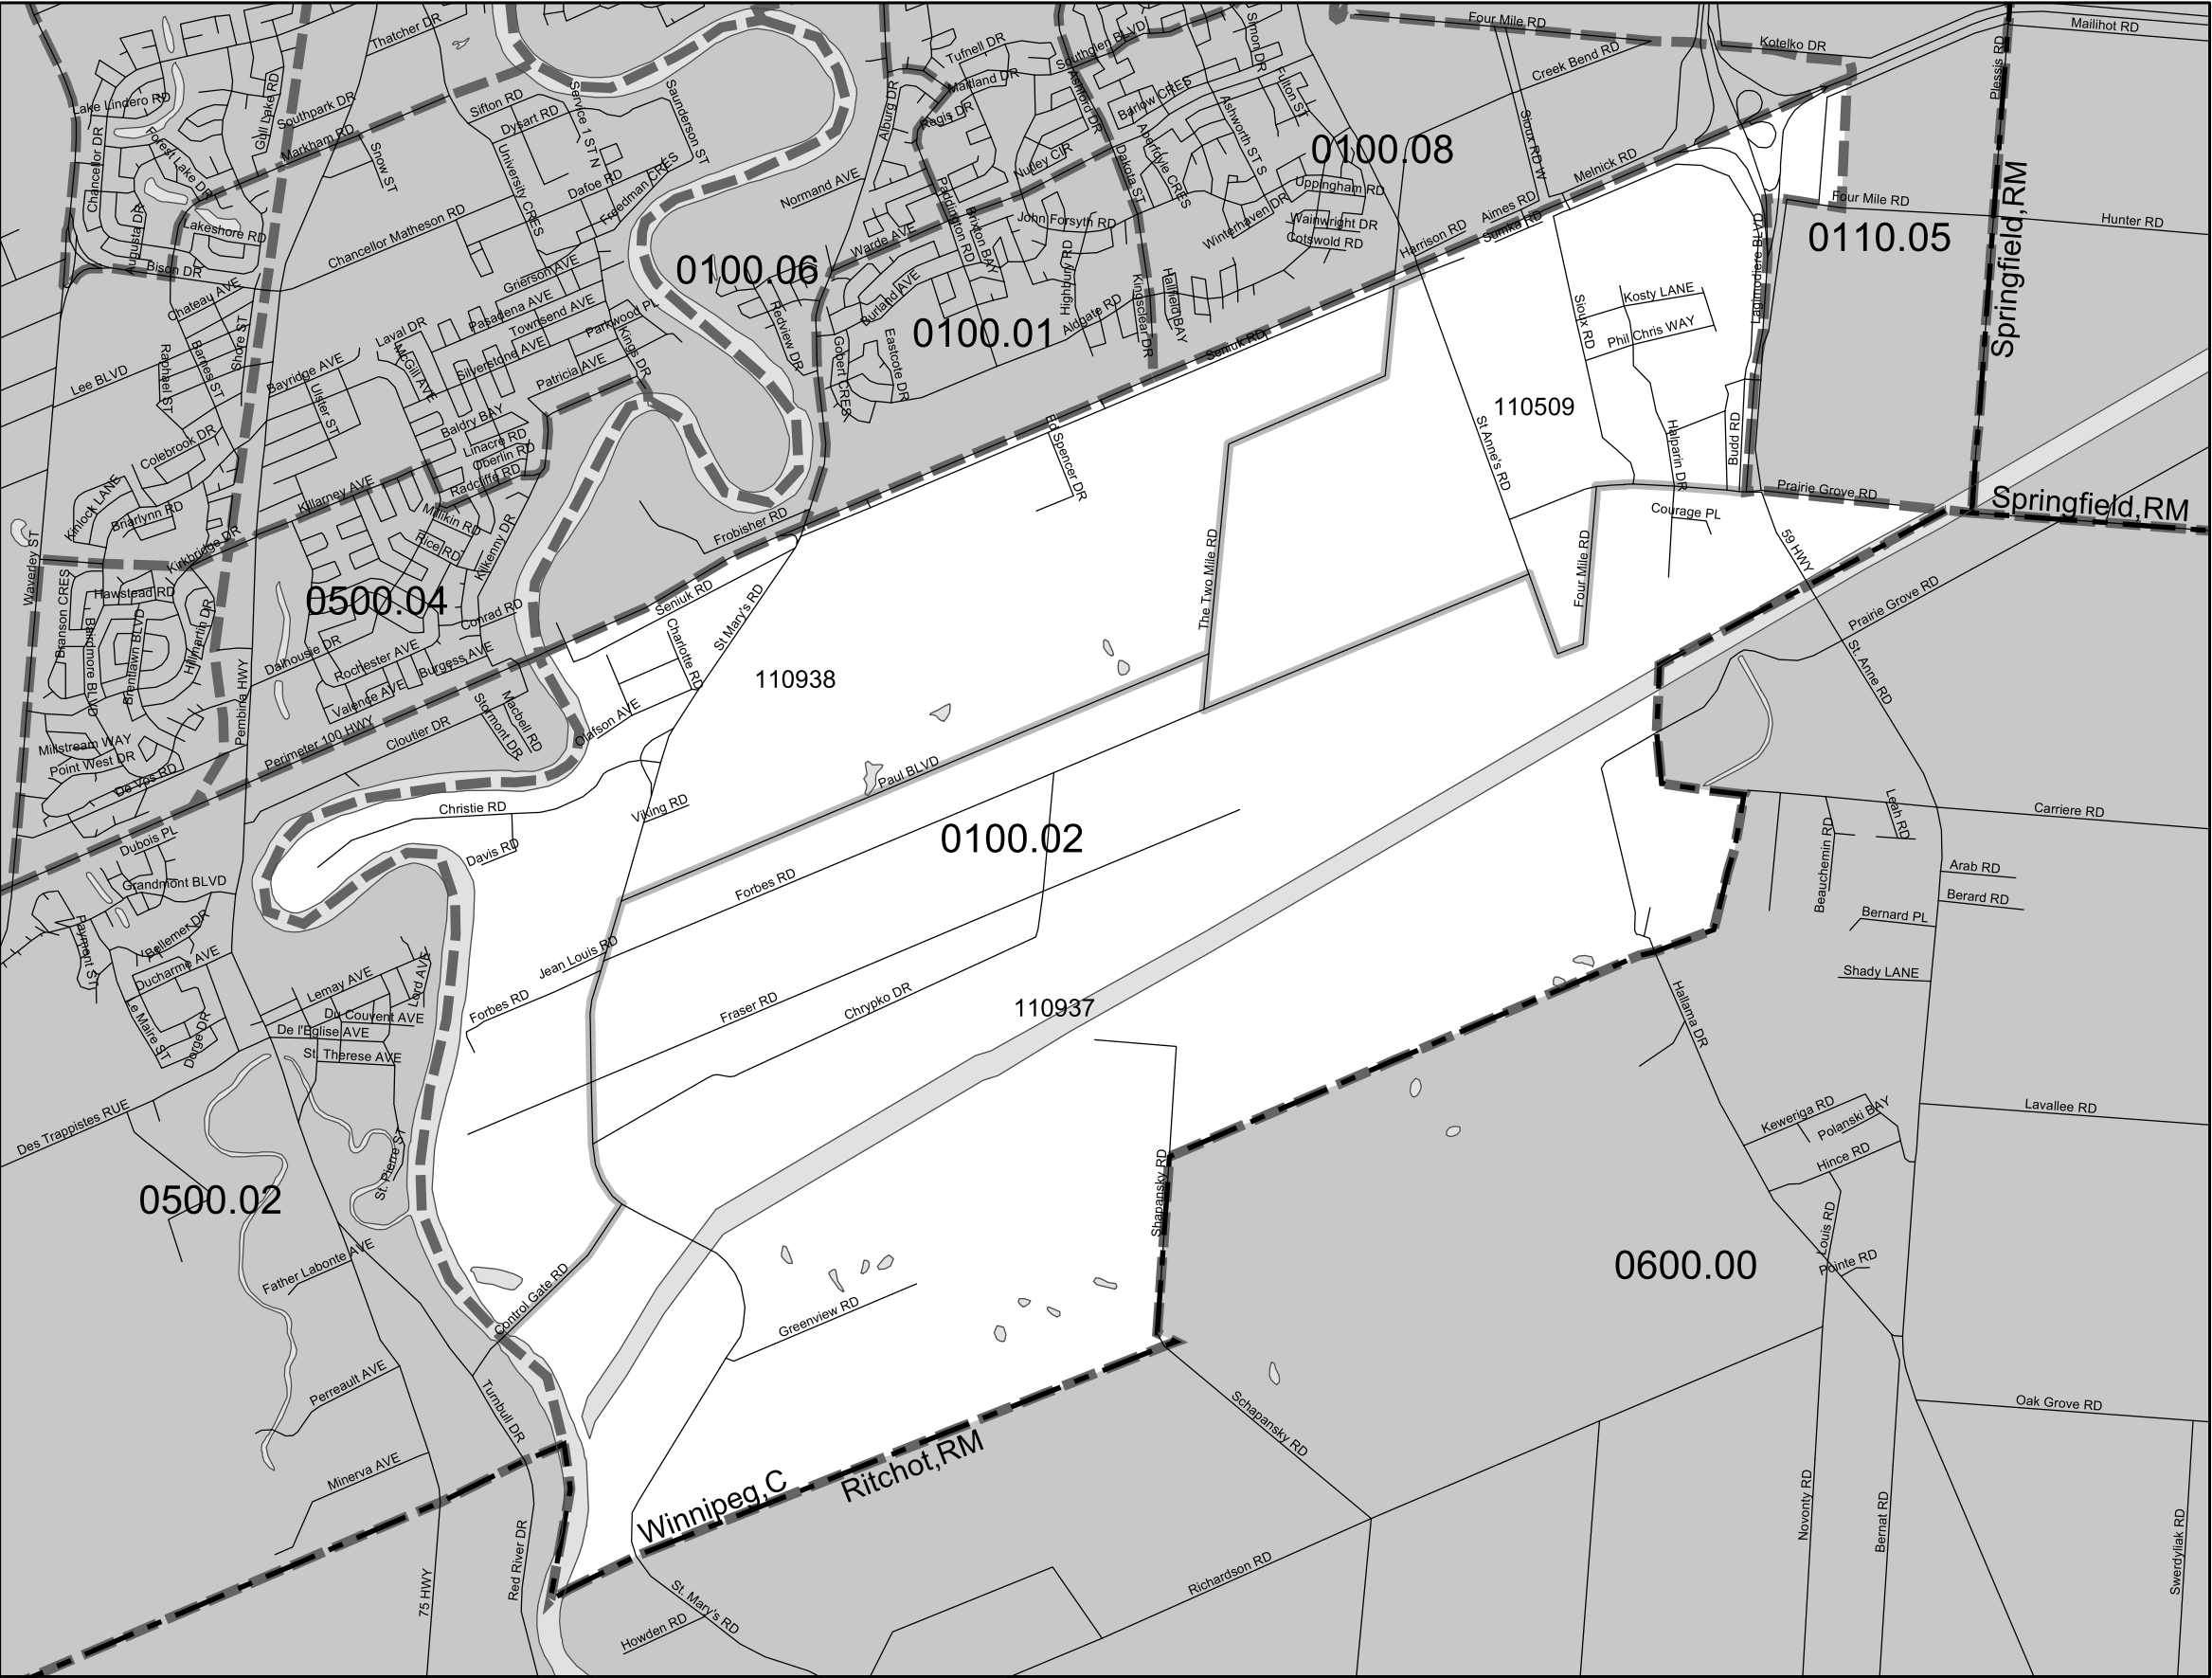 Thatcher DR
Tufnell DR
Southglen BLVD
Simon DR
Four Mile RD
Kotelko DR
Mailihot RD
Plessis RD
Creek Bend RD
Lake Lindero RD
Gull Lake RD
Southpark DR
Markham RD
Sifton RD
Dysart RD
Service 1 ST N
Saunderson ST
Alburg DR
Maitland DR
Regis DR
Ashford DR
Barlow CRES
Fulton ST
Ashworth ST S
Aberfoyle CRES
Sioux RD W
Melnick RD
0100.08
Chancellor DR
Forest Lake DR
Snow ST
University CRES
Dafoe RD
Freedman CRES
Normand AVE
Paddington RD
Nutley CIR
Dakota ST
Uppingham RD
Wainwright DR
Cotswold RD
Winterhaven DR
Aimes RD
Sumka RD
Harrison RD
Four Mile RD
Hunter RD
Springfield,RM
0110.05
Augusta DR
Lakeshore RD
Bison DR
Chancellor Matheson RD
Grierson AVE
0100.06
Warde AVE
Brixton BAY
John Forsyth RD
Highbury RD
Kingsclear DR
Hallfield BAY
Aldgate RD
Lagimodiere BLVD
Sioux RD
Kosty LANE
Phil Chris WAY
Chateau AVE
Shore ST
Barnes ST
Raphael ST
Lee BLVD
Pasadena AVE
Townsend AVE
Parkwood PL
Laval DR
McGill AVE
Silverstone AVE
Kings DR
Patricia AVE
Redview DR
Burland AVE
Gobert CRES
Eastcote DR
0100.01
Seniuk RD
110509
Bayridge AVE
Ulster ST
Baldry BAY
Linacre RD
Oberlin RD
Radcliffe RD
Colebrook DR
Kinlock LANE
Briarlynn RD
Killarney AVE
Millikin RD
Rice RD
Kilkenny DR
Kirkbridge DR
Frobisher RD
Ed Spencer DR
St Anne's RD
Halparin DR
Budd RD
Prairie Grove RD
Courage PL
Springfield,RM
Waverley ST
Hawstead RD
Branson CRES
Bairdmore BLVD
Brentlawn BLVD
Hillmartin DR
0500.04
Conrad RD
Dalhousie DR
Rochester AVE
Burgess AVE
Valence AVE
Seniuk RD
Charlotte RD
St Mary's RD
The Two Mile RD
Four Mile RD
59 HWY
Prairie Grove RD
St. Anne RD
110938
Pembina HWY
Perimeter 100 HWY
Cloutier DR
Stormont DR
Macbell RD
Olafson AVE
Millstream WAY
Point West DR
De Vos RD
Christie RD
Viking RD
Paul BLVD
Davis RD
0100.02
Carriere RD
Leah RD
Beauchemin RD
Arab RD
Berard RD
Bernard PL
Shady LANE
Dubois PL
Grandmont BLVD
Forbes RD
Paymont ST
Bellemer DR
Ducharme AVE
Jean Louis RD
Lemay AVE
Lord AVE
Forbes RD
Fraser RD
Chrypko DR
110937
Hallama DR
Le Maire ST
Dorge DR
Du Couvent AVE
De l'Eglise AVE
St. Therese AVE
Des Trappistes RUE
St. Pierre ST
Keweriga RD
Polanski BAY
Hince RD
Lavallee RD
0500.02
Shapansky RD
Louis RD
Pointe RD
0600.00
Father Labonte AVE
Control Gate RD
Greenview RD
Perreault AVE
Turnbull DR
Schapansky RD
Oak Grove RD
Minerva AVE
Winnipeg,C
Ritchot,RM
75 HWY
Red River DR
St. Mary's RD
Howden RD
Richardson RD
Novonty RD
Bernat RD
Swerdyliak RD